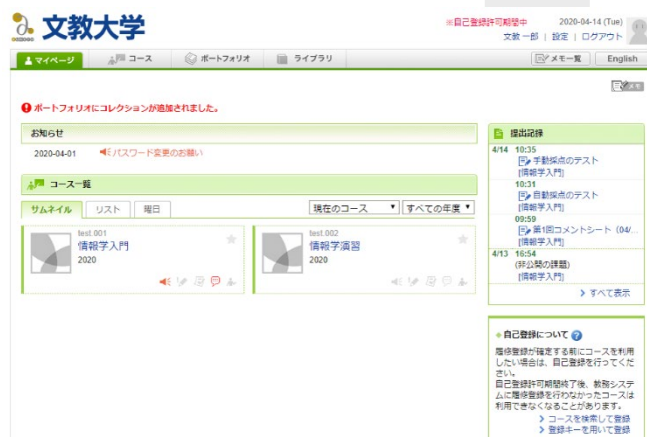 文教大学
※自己登録許可期間中
2020-04-14 (Tue)
文教 一郎 | 設定 | ログアウト
マイページ
コース
ポートフォリオ
ライブラリ
メモ一覧
English
メモ
ポートフォリオにコレクションが追加されました。
お知らせ
2020-04-01 パスワード変更のお願い
コース一覧
サムネイル
リスト
曜日
現在のコース
すべての年度
test.001
情報学入門
2020
test.002
情報学演習
2020
提出記録
4/14 10:35
手動採点のテスト
[情報学入門]
10:31
自動採点のテスト
[情報学入門]
09:59
第1回コメントシート (04/...
[情報学入門]
4/13 16:54
(非公開の課題)
[情報学入門]
すべて表示
自己登録について
履修登録が確定する前にコースを利用
したい場合は、自己登録を行ってくだ
さい。
自己登録許可期間終了後、教務システ
ムに履修登録を行わなかったコースは
利用できなくなることがあります。
コースを検索して登録
登録キーを用いて登録